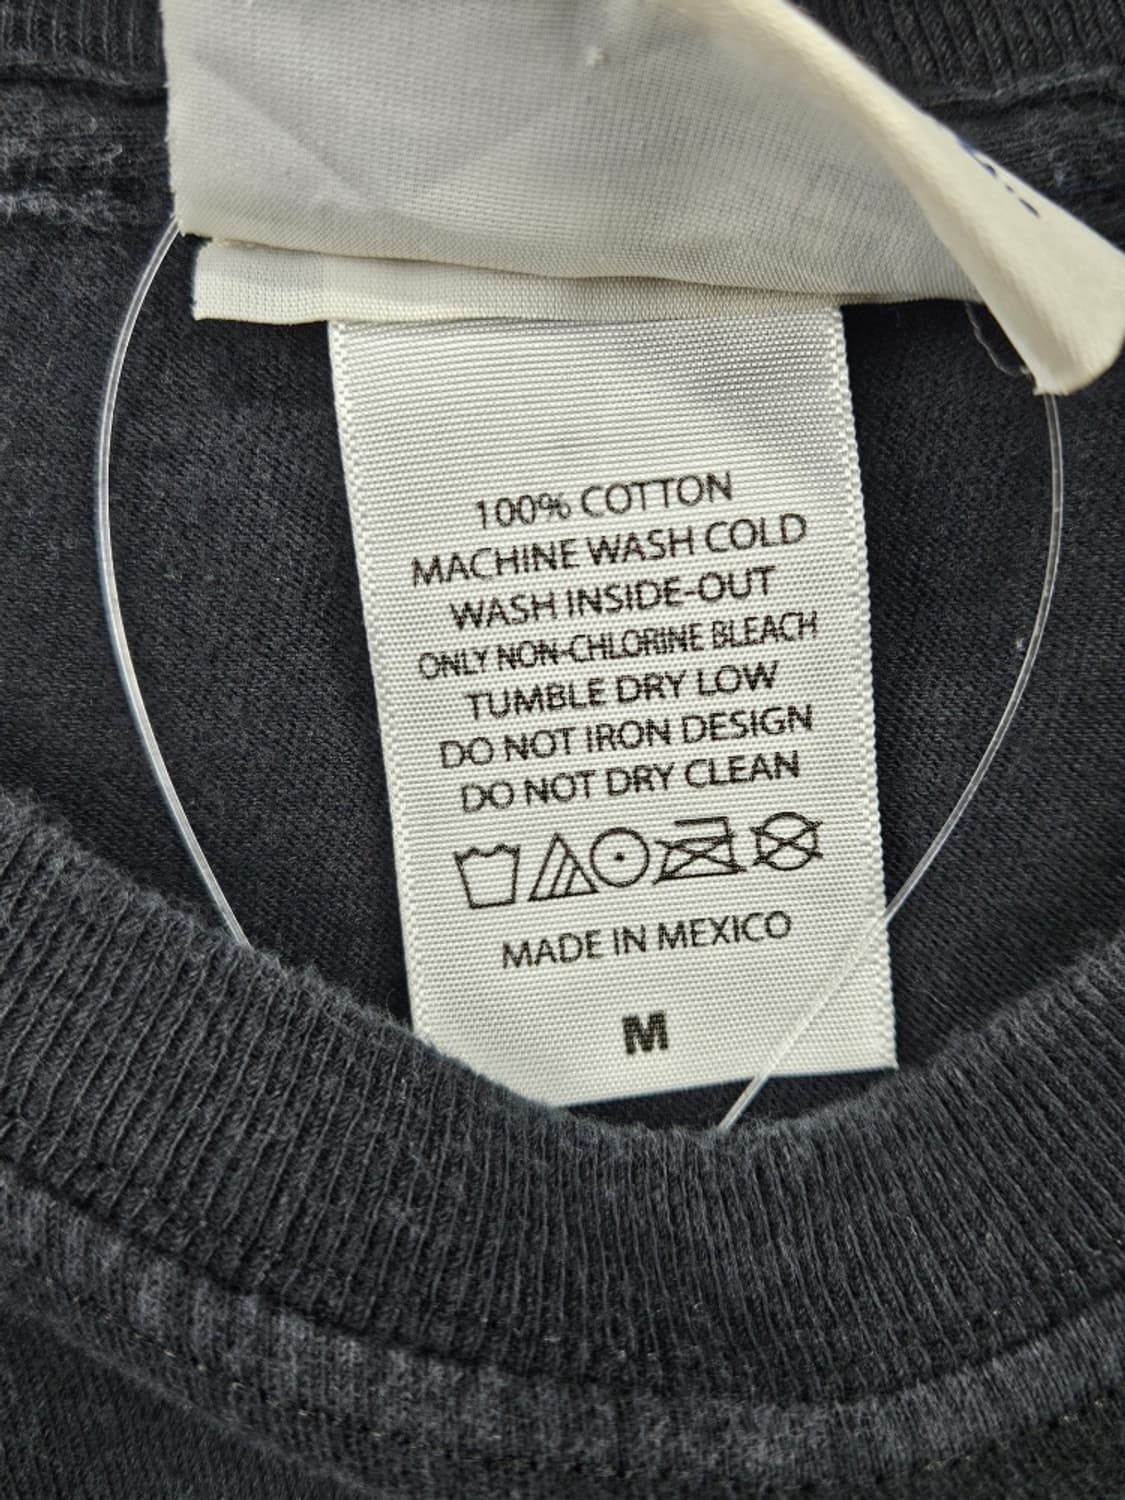 100% COTTON
MACHINE WASH COLD
WASH INSIDE-OUT
ONLY NON-CHLORINE BLEACH
TUMBLE DRY LOW
DO NOT IRON DESIGN
DO NOT DRY CLEAN
MADE IN MEXICO
M